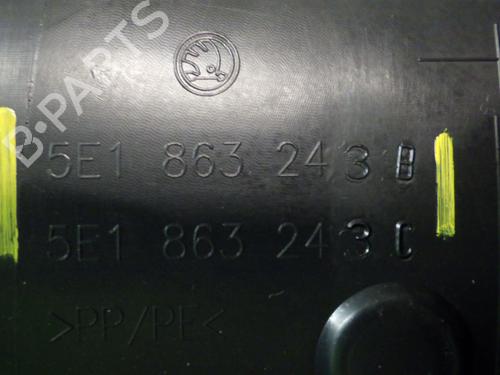 B-PARTS
5E1 863 243 B
5E1 863 243 C
>PP/PE<